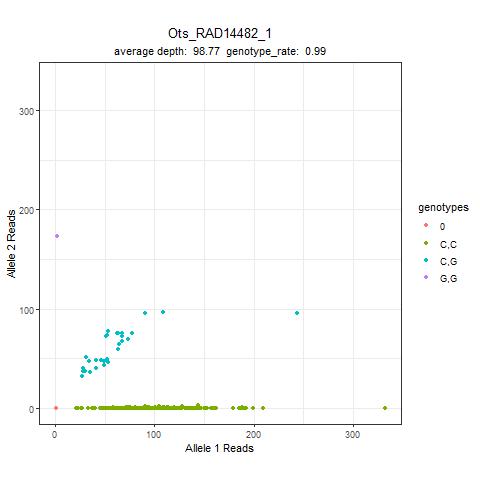 Ots_RAD14482_1
average depth: 98.77 genotype_rate: 0.99
300
200
100
0
Allele 2 Reads
0 100 200 300
Allele 1 Reads
genotypes
0
C,C
C,G
G,G